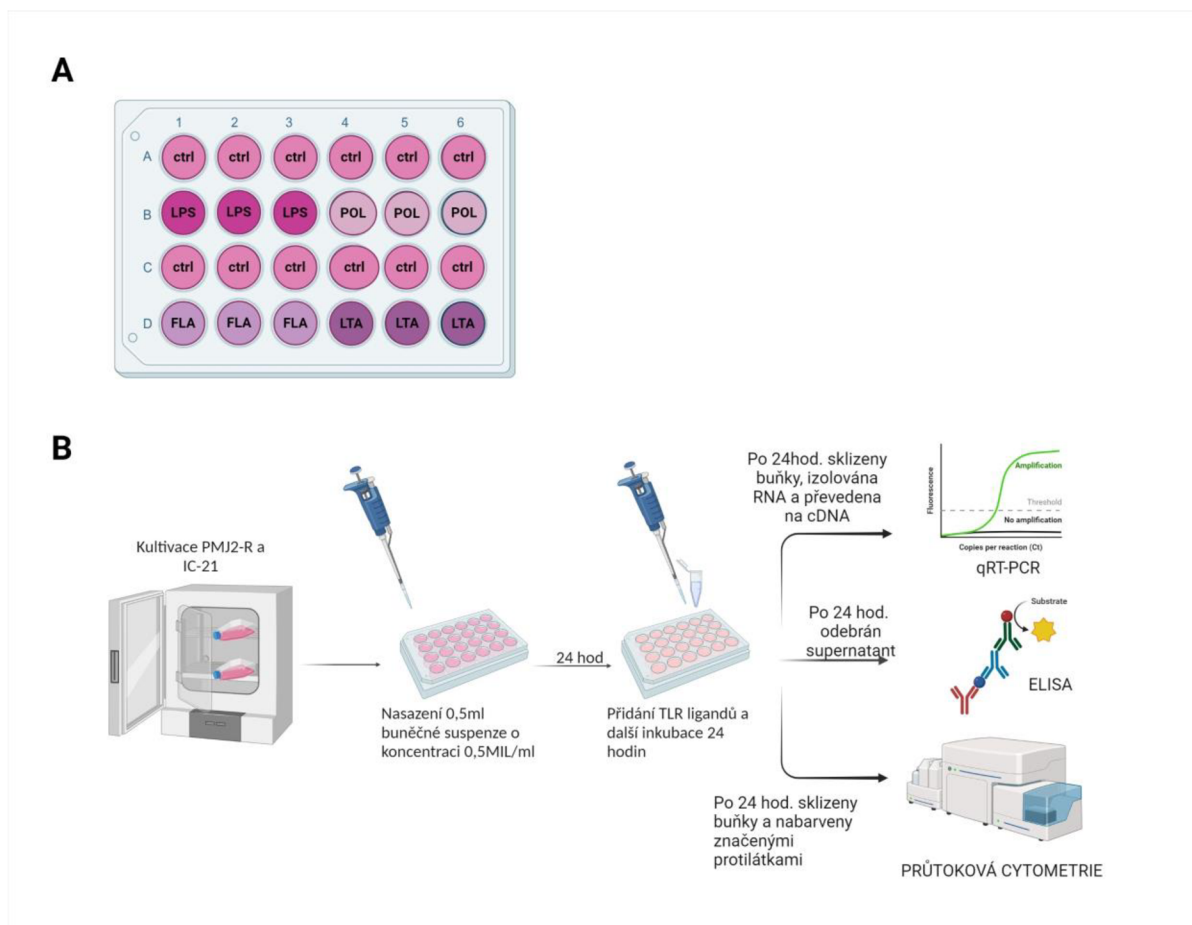 A
1 2 3 4 5 6
A ctrl ctrl ctrl ctrl ctrl ctrl
B LPS LPS LPS POL POL POL
C ctrl ctrl ctrl ctrl ctrl ctrl
D FLA FLA FLA LTA LTA LTA
B
Kultivace PMJ2-R a
IC-21
Nasazení 0,5ml
buněčné suspenze o
koncentraci 0,5MIL/ml
24 hod
Přidání TLR ligandů a
další inkubace 24
hodin
Po 24hod. sklizeny
buňky, izolována
RNA a převedena
na cDNA
Fluorescence
Amplification
Threshold
No amplification
Copies per reaction (Ct)
qRT-PCR
Po 24 hod.
odebrán
supernatant
Substrate
ELISA
Po 24 hod. sklizeny
buňky a nabarveny
značenými
protilátkami
PRŮTOKOVÁ CYTOMETRIE